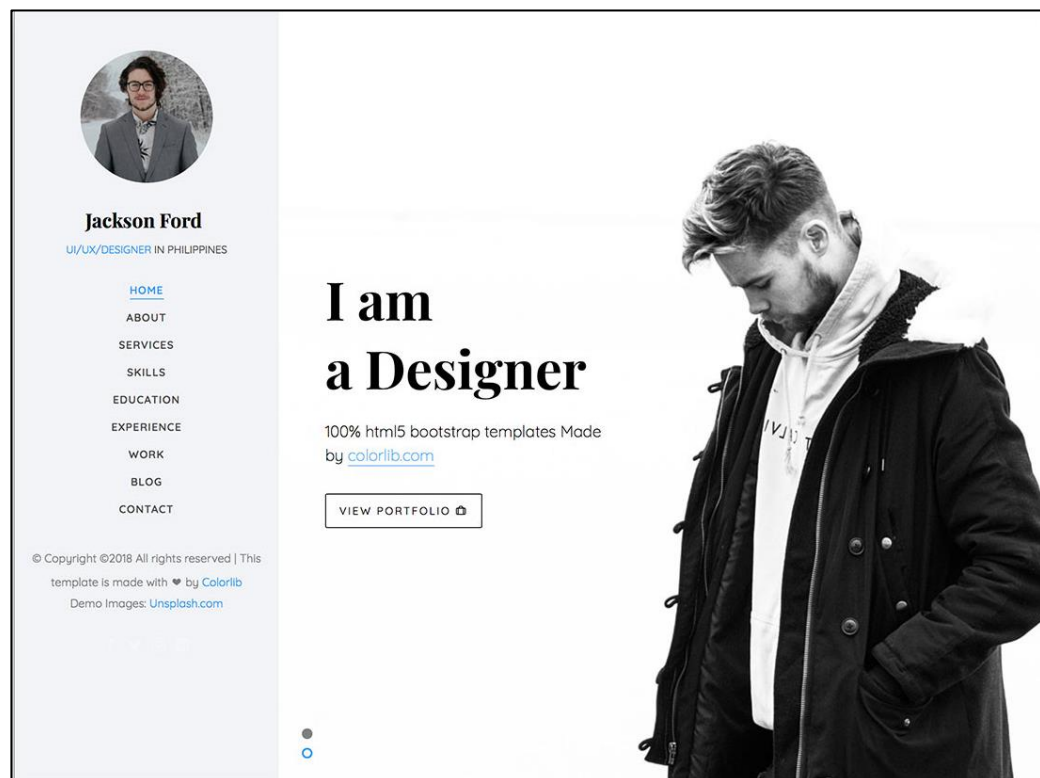 Jackson Ford
UI/UX/DESIGNER IN PHILIPPINES
HOME
ABOUT
SERVICES
SKILLS
EDUCATION
EXPERIENCE
WORK
BLOG
CONTACT
© Copyright ©2018 All rights reserved | This
template is made with ❤ by Colorlib
Demo Images: Unsplash.com
I am
a Designer
100% html5 bootstrap templates Made
by colorlib.com
VIEW PORTFOLIO